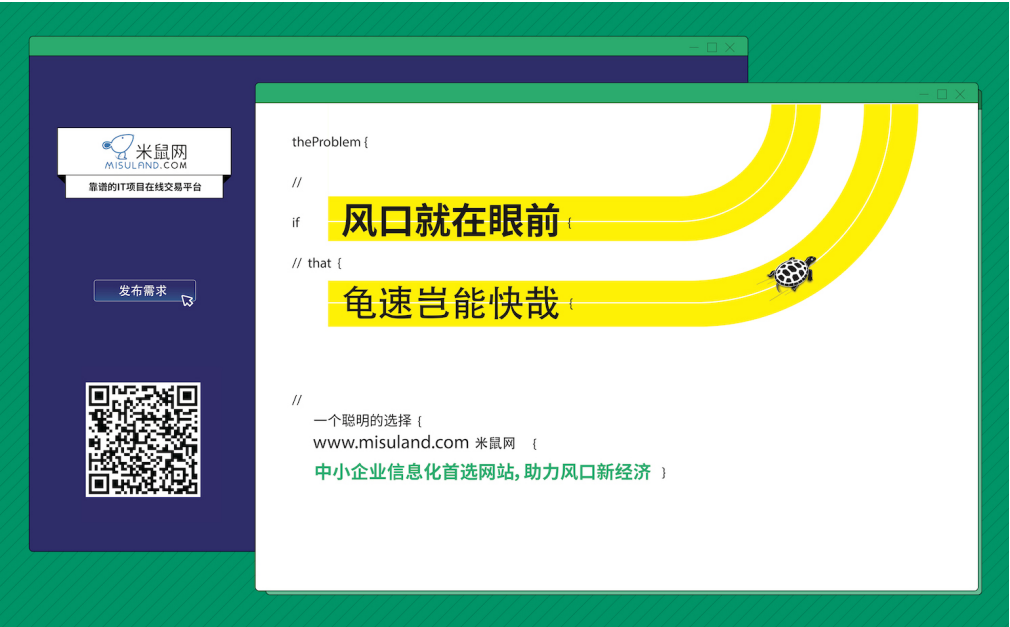 米鼠网
MISULAND.COM
靠谱的IT项目在线交易平台
发布需求
theProblem {
//
if 风口就在眼前 {
// that {
龟速岂能快哉 {
//
一个聪明的选择 {
www.misuland.com 米鼠网 {
中小企业信息化首选网站, 助力风口新经济 }